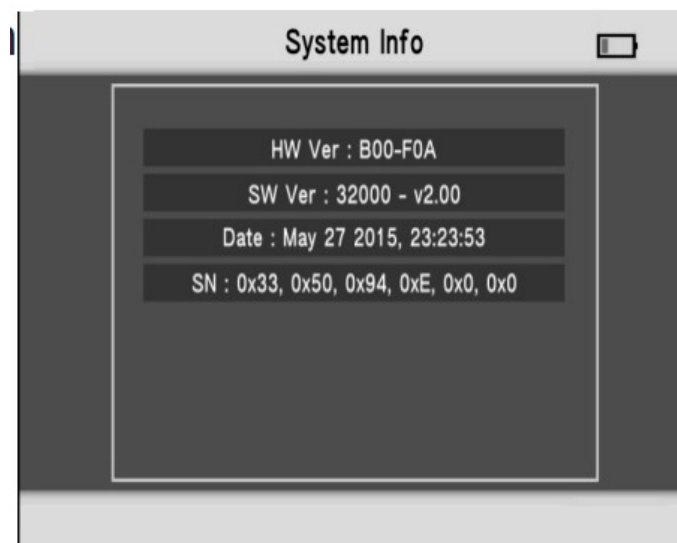 System Info
HW Ver : B00-F0A
SW Ver : 32000 - v2.00
Date : May 27 2015, 23:23:53
SN : 0x33, 0x50, 0x94, 0xE, 0x0, 0x0